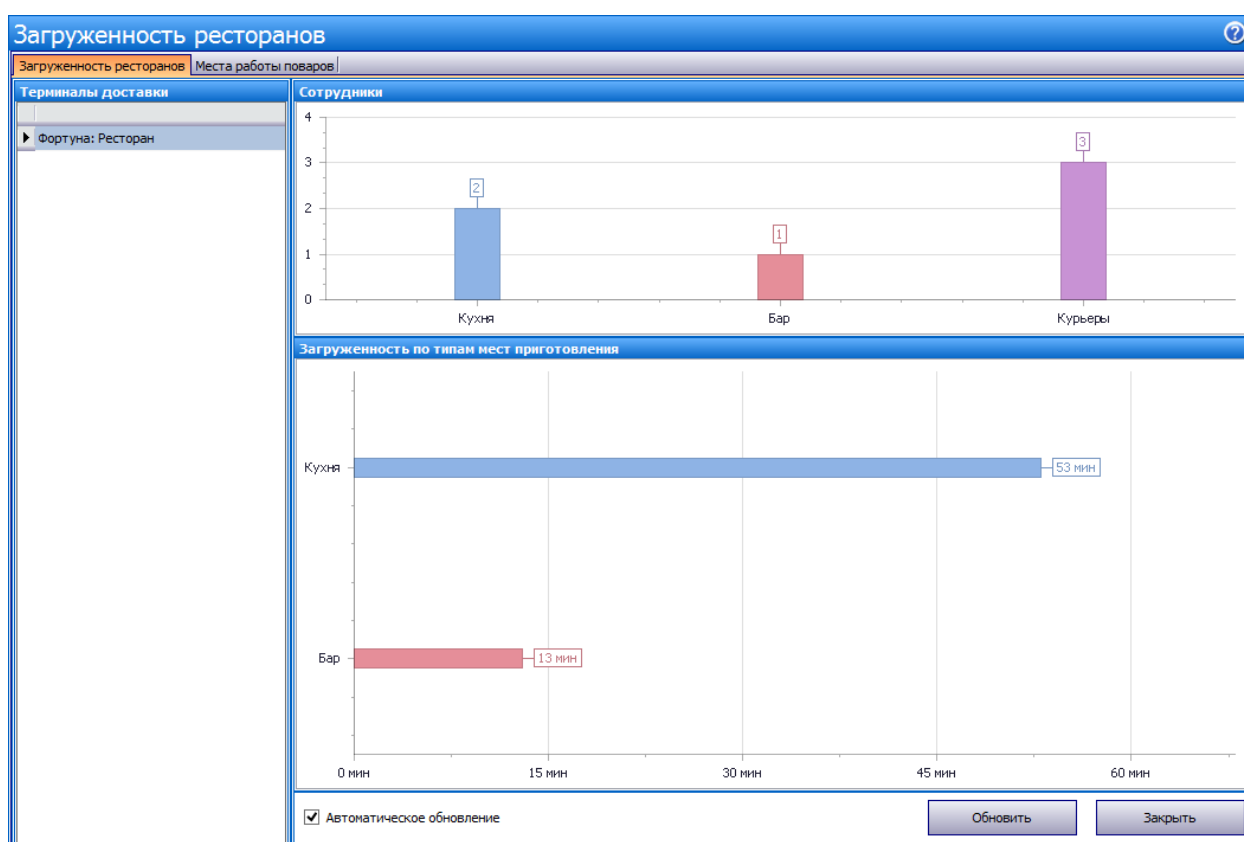 Загруженность ресторанов
Загруженность ресторанов Места работы поваров
Терминалы доставки
Фортуна: Ресторан
Сотрудники
4
3
2
1
0
2
1
3
Кухня Бар Курьеры
Загруженность по типам мест приготовления
Кухня
53 мин
Бар
13 мин
0 мин 15 мин 30 мин 45 мин 60 мин
Автоматическое обновление
Обновить Закрыть